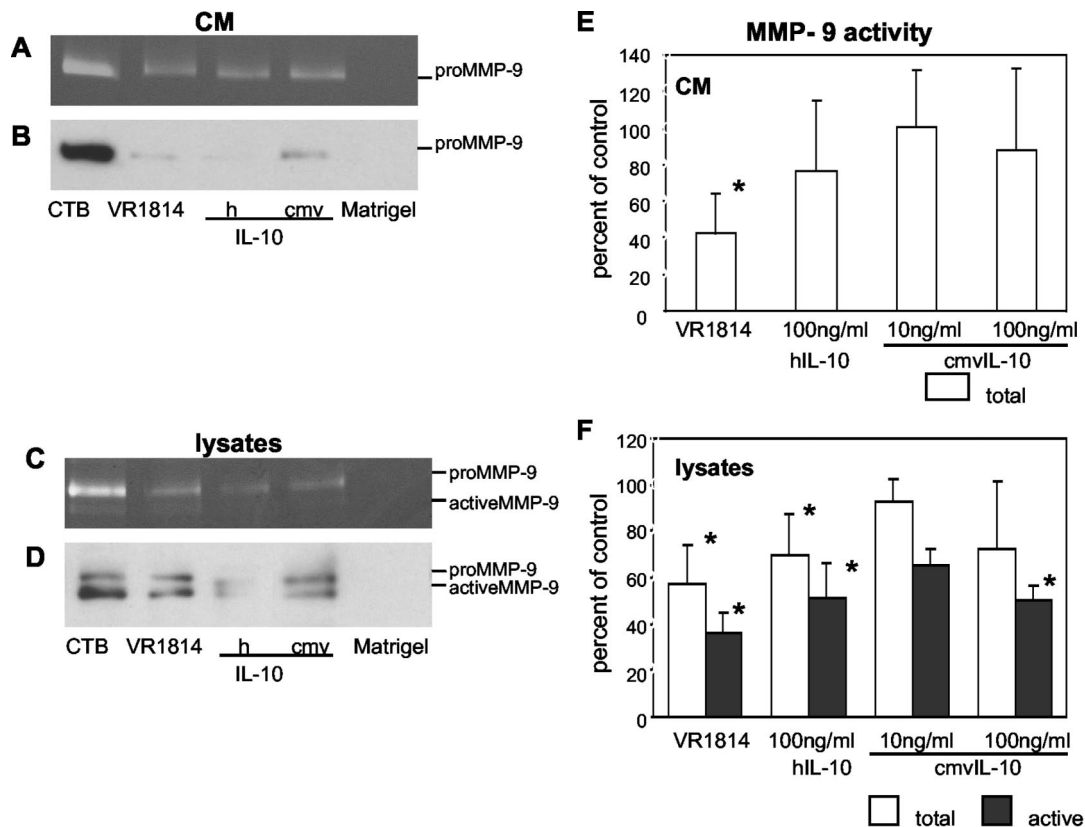 CM
A
proMMP-9
B
proMMP-9
CTB VR1814 h cmv Matrigel
IL-10
lysates
C
proMMP-9
activeMMP-9
D
proMMP-9
activeMMP-9
CTB VR1814 h cmv Matrigel
IL-10
E
MMP- 9 activity
CM
percent of control
140
120
100
80
60
40
20
0
*
VR1814 100ng/ml 10ng/ml 100ng/ml
hIL-10 cmvIL-10
total
F
lysates
percent of control
120
100
80
60
40
20
0
* * * * *
VR1814 100ng/ml 10ng/ml 100ng/ml
hIL-10 cmvIL-10
total active